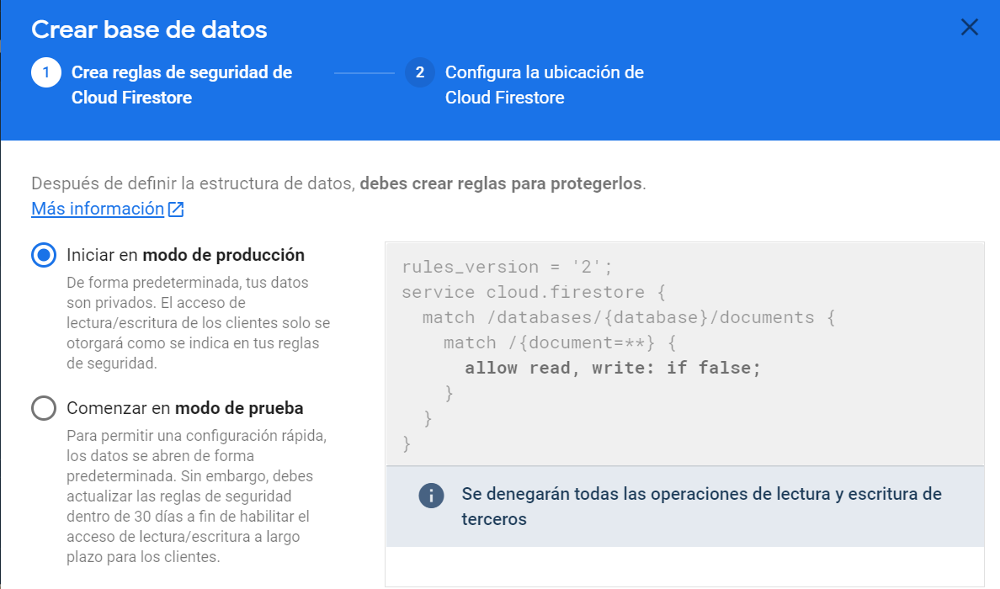 Crear base de datos
1 Crea reglas de seguridad de
Cloud Firestore
2 Configura la ubicación de
Cloud Firestore
Después de definir la estructura de datos, debes crear reglas para protegerlos.
Más información
Iniciar en modo de producción
De forma predeterminada, tus datos
son privados. El acceso de
lectura/escritura de los clientes solo se
otorgará como se indica en tus reglas
de seguridad.
Comenzar en modo de prueba
Para permitir una configuración rápida,
los datos se abren de forma
predeterminada. Sin embargo, debes
actualizar las reglas de seguridad
dentro de 30 días a fin de habilitar el
acceso de lectura/escritura a largo
plazo para los clientes.
rules_version = '2';
service cloud.firestore {
  match /databases/{database}/documents {
    match /{document=**} {
      allow read, write: if false;
    }
  }
}
Se denegarán todas las operaciones de lectura y escritura de
terceros